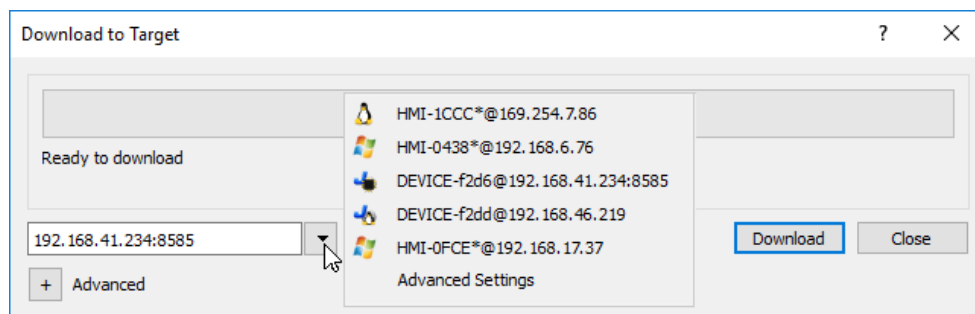 Download to Target
?
HMI-1CCC*@169.254.7.86
HMI-0438*@192.168.6.76
Ready to download
DEVICE-f2d6@192.168.41.234:8585
DEVICE-f2dd@192.168.46.219
192.168.41.234:8585
HMI-0FCE*@192.168.17.37
Download
Close
+ Advanced
Advanced Settings